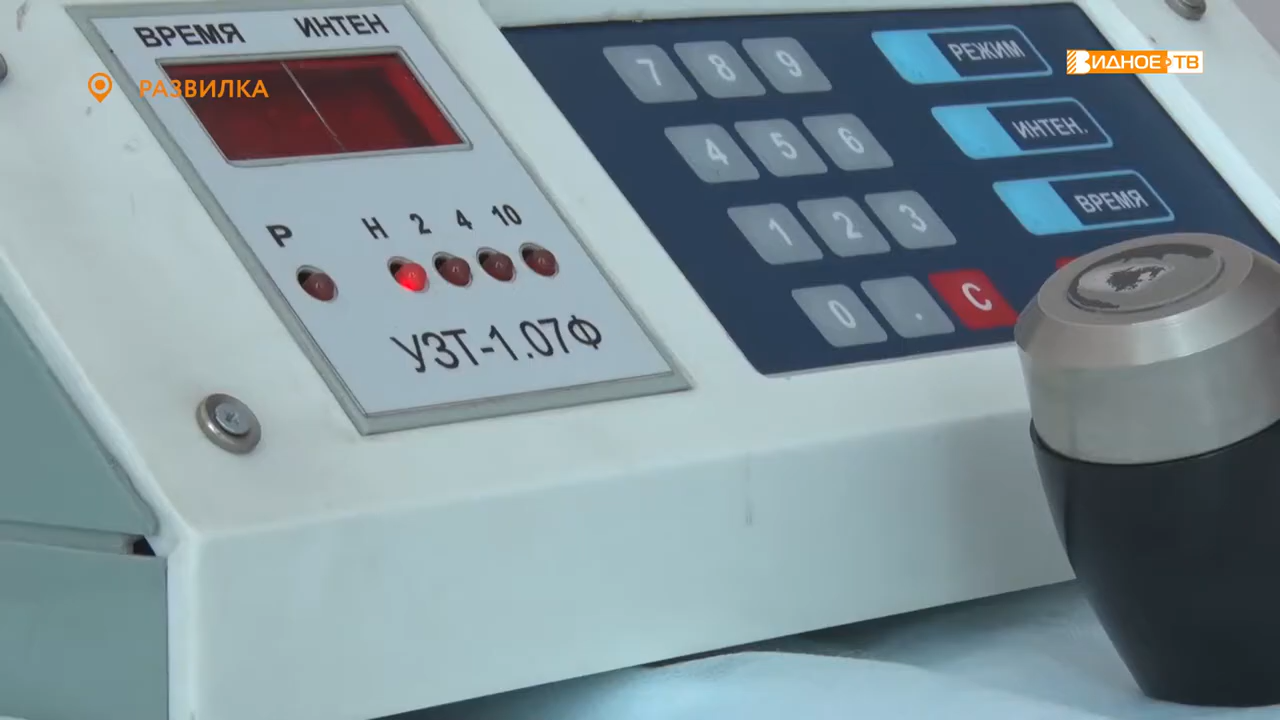 ВРЕМЯ ИНТЕН
РАЗВИЛКА
Р Н 2 4 10
УЗТ-1.07Ф
7 8 9 РЕЖИМ
4 5 6 ИНТЕН.
1 2 3 ВРЕМЯ
0 . С
ВИДНОЕ ТВ